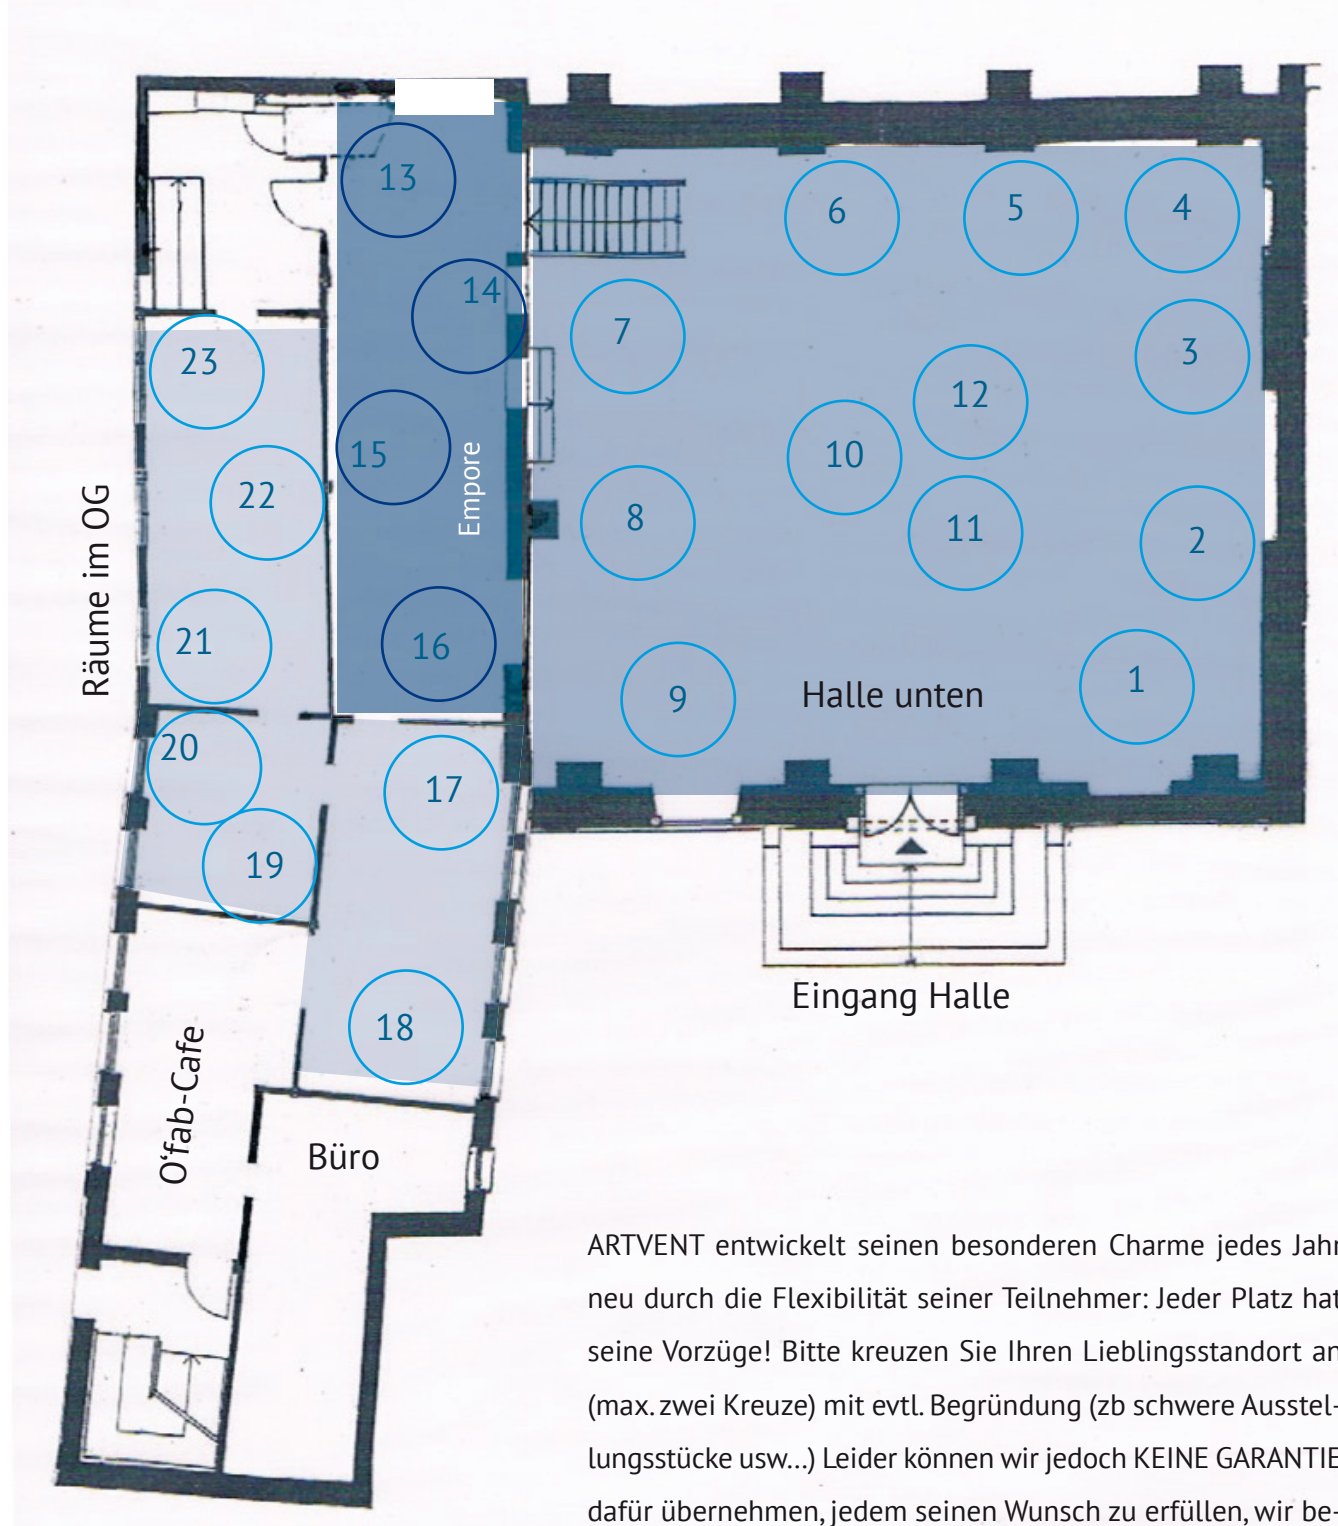 13
6
5
4
14
7
3
23
12
15
10
22
Empore
8
11
2
Räume im OG
21
16
9
Halle unten
1
20
17
19
Eingang Halle
18
O‘fab-Cafe
Büro
ARTVENT entwickelt seinen besonderen Charme jedes Jahr
neu durch die Flexibilität seiner Teilnehmer: Jeder Platz hat
seine Vorzüge! Bitte kreuzen Sie Ihren Lieblingsstandort an
(max. zwei Kreuze) mit evtl. Begründung (zb schwere Ausstel-
lungsstücke usw...) Leider können wir jedoch KEINE GARANTIE
dafür übernehmen, jedem seinen Wunsch zu erfüllen, wir be-